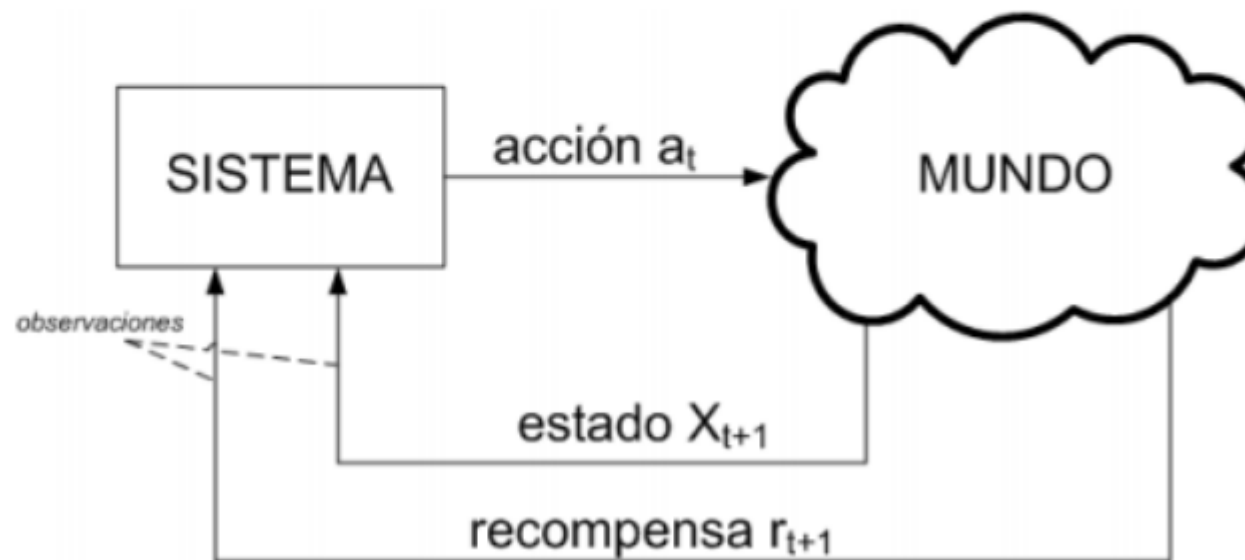 SISTEMA
acción aₜ
MUNDO
observaciones
estado Xₜ₊₁
recompensa rₜ₊₁